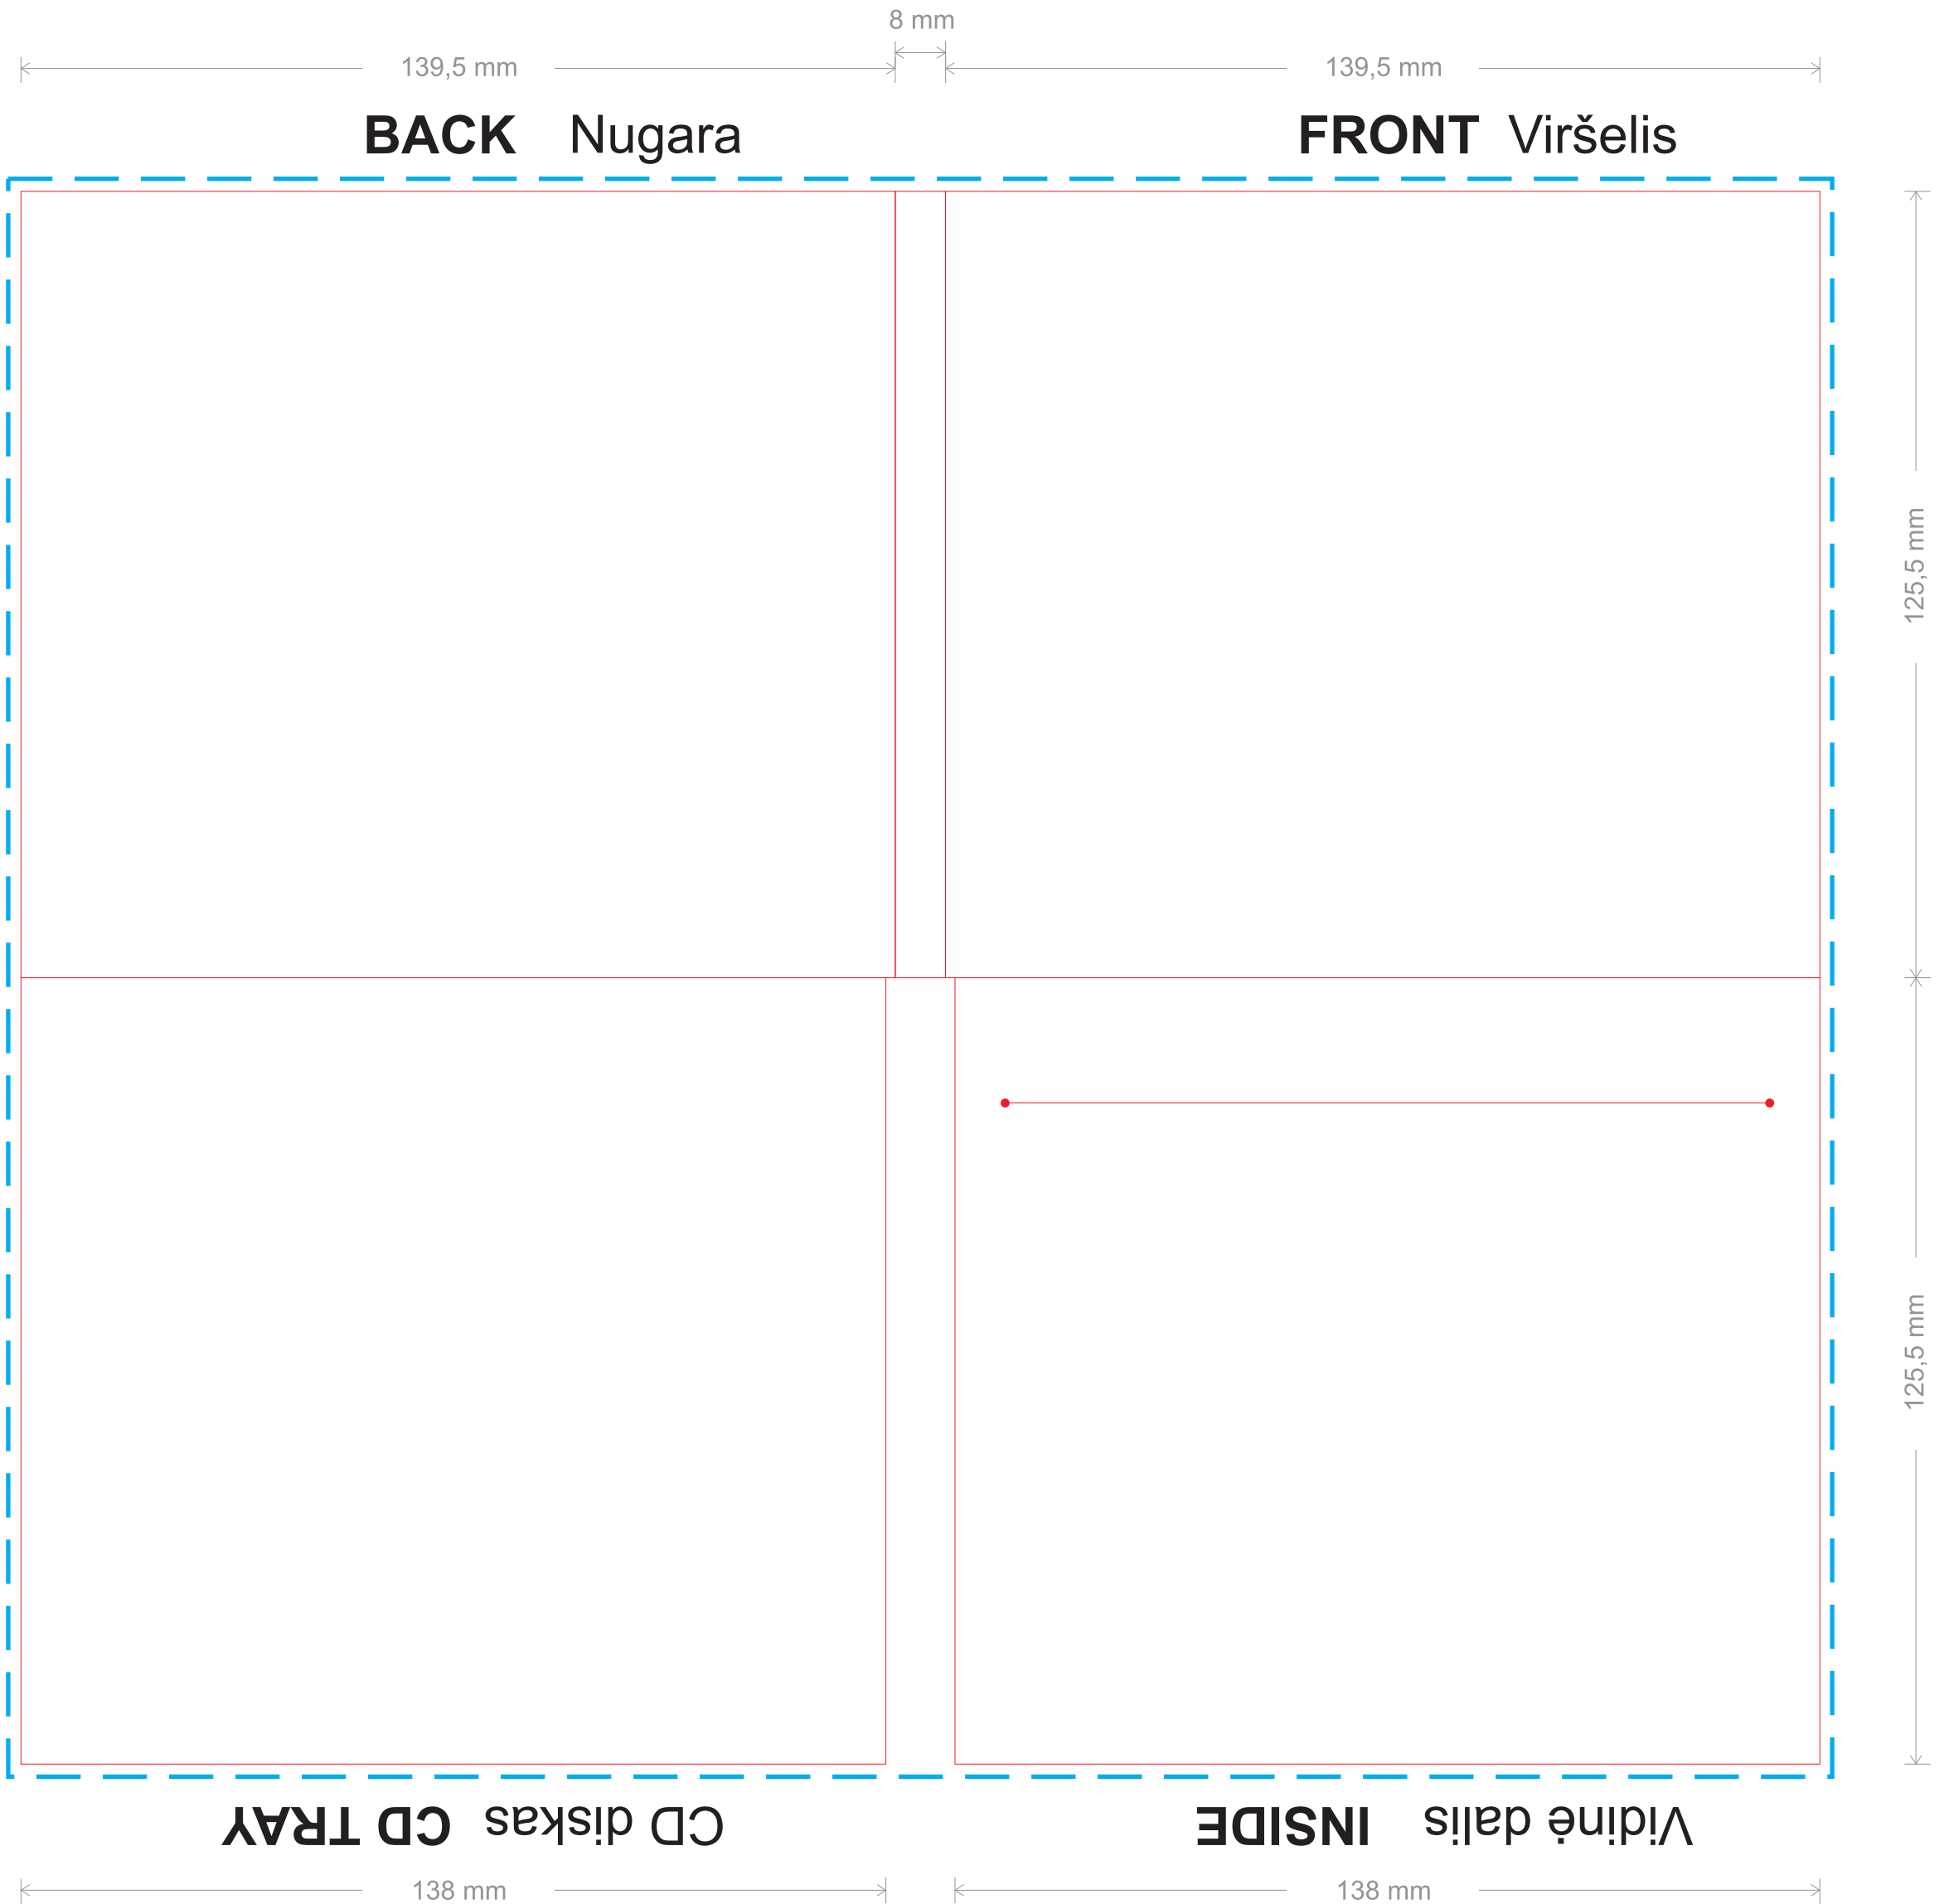 8 mm
139,5 mm 139,5 mm
BACK Nugara FRONT Viršelis
125,5 mm
125,5 mm
CD diskas CD TRAY
Vidinė dalis INSIDE
138 mm 138 mm